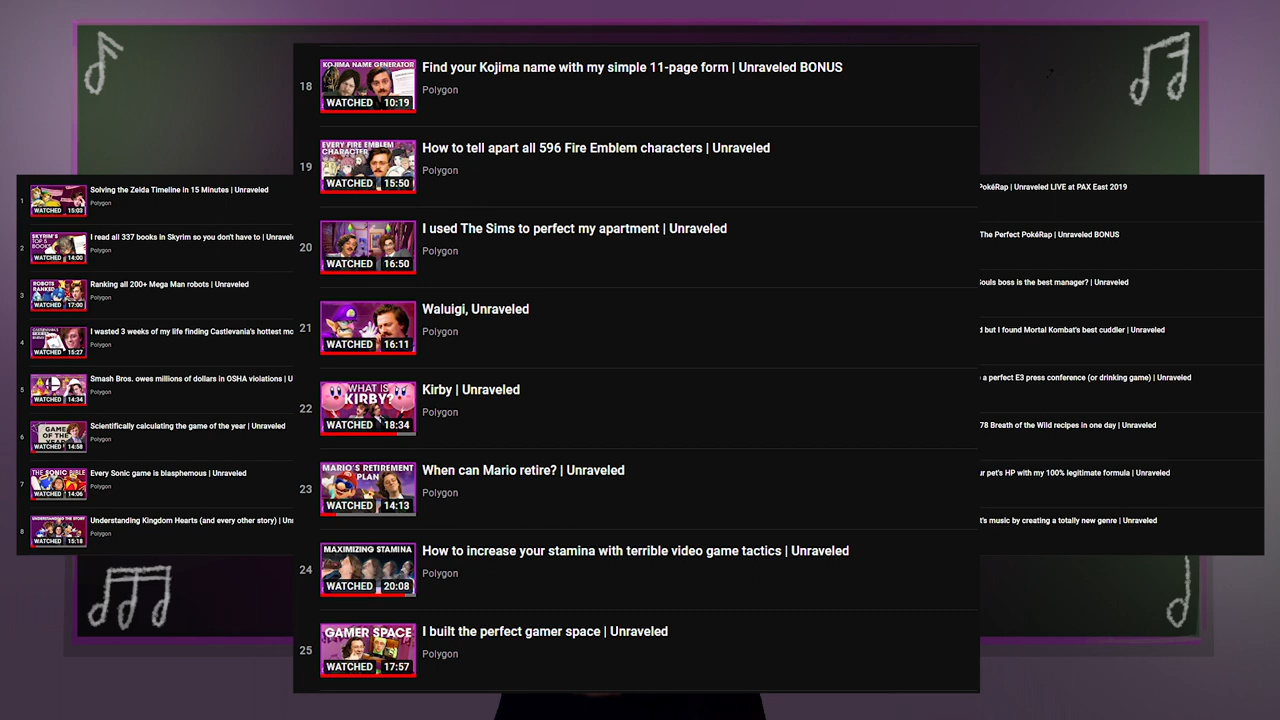 1
WATCHED 15:03
Solving the Zelda Timeline in 15 Minutes | Unraveled
Polygon
2
SKYRIM'S
TOP 5
BOOKS
WATCHED 14:00
I read all 337 books in Skyrim so you don't have to | Unravele
Polygon
3
ROBOTS
RANKED
WATCHED 17:00
Ranking all 200+ Mega Man robots | Unraveled
Polygon
4
WATCHED 15:27
I wasted 3 weeks of my life finding Castlevania's hottest mo
Polygon
5
WATCHED 14:34
Smash Bros. owes millions of dollars in OSHA violations | U
Polygon
6
GAME
OF THE
YEAR
WATCHED 14:58
Scientifically calculating the game of the year | Unraveled
Polygon
7
THE SONIC BIBLE
WATCHED 14:06
Every Sonic game is blasphemous | Unraveled
Polygon
8
UNDERSTANDING THE STORY
WATCHED 15:18
Understanding Kingdom Hearts (and every other story) | Unr
Polygon
18
KOJIMA NAME GENERATOR
WATCHED 10:19
Find your Kojima name with my simple 11-page form | Unraveled BONUS
Polygon
19
EVERY FIRE EMBLEM
CHARACTER
WATCHED 15:50
How to tell apart all 596 Fire Emblem characters | Unraveled
Polygon
20
WATCHED 16:50
I used The Sims to perfect my apartment | Unraveled
Polygon
21
WATCHED 16:11
Waluigi, Unraveled
Polygon
22
WHAT IS
KIRBY?
WATCHED 18:34
Kirby | Unraveled
Polygon
23
MARIO'S RETIREMENT
PLAN
WATCHED 14:13
When can Mario retire? | Unraveled
Polygon
24
MAXIMIZING STAMINA
WATCHED 20:08
How to increase your stamina with terrible video game tactics | Unraveled
Polygon
25
GAMER SPACE
WATCHED 17:57
I built the perfect gamer space | Unraveled
Polygon
PokéRap | Unraveled LIVE at PAX East 2019
The Perfect PokéRap | Unraveled BONUS
Souls boss is the best manager? | Unraveled
d but I found Mortal Kombat's best cuddler | Unraveled
a perfect E3 press conference (or drinking game) | Unraveled
78 Breath of the Wild recipes in one day | Unraveled
ur pet's HP with my 100% legitimate formula | Unraveled
t's music by creating a totally new genre | Unraveled